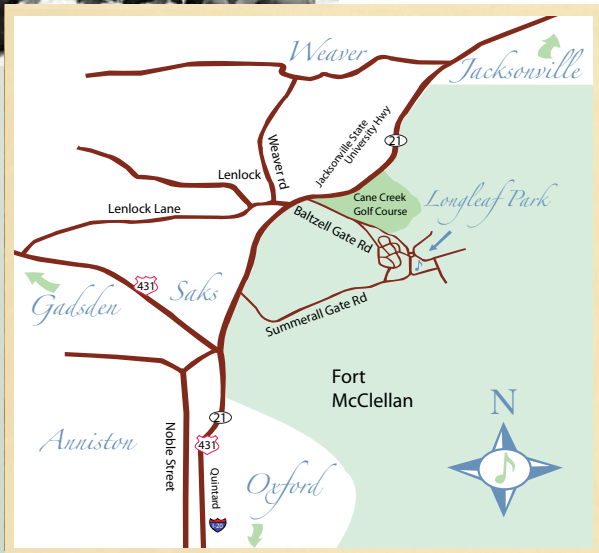 Weaver
Jacksonville
21
Jacksonville State
University Hwy
Weaver rd
Lenlock
Lenlock Lane
Cane Creek
Golf Course
Longleaf Park
Baltzell Gate Rd
431
Saks
Gadsden
Summerall Gate Rd
Fort
McClellan
N
21
431
Anniston
Noble Street
Quintard
Oxford
I-20